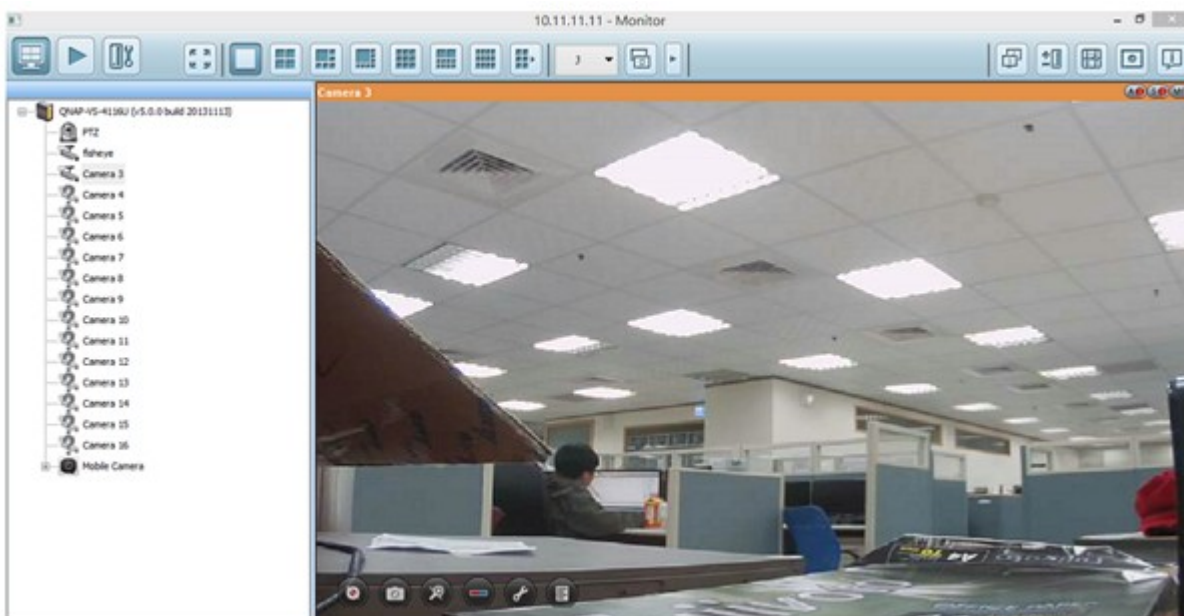 10.11.11.11 - Monitor
3
Camera 3
QNAP-VS-4116U (v5.0.0 build 20131113)
PTZ
fisheye
Camera 3
Camera 4
Camera 5
Camera 6
Camera 7
Camera 8
Camera 9
Camera 10
Camera 11
Camera 12
Camera 13
Camera 14
Camera 15
Camera 16
Mobile Camera
A4